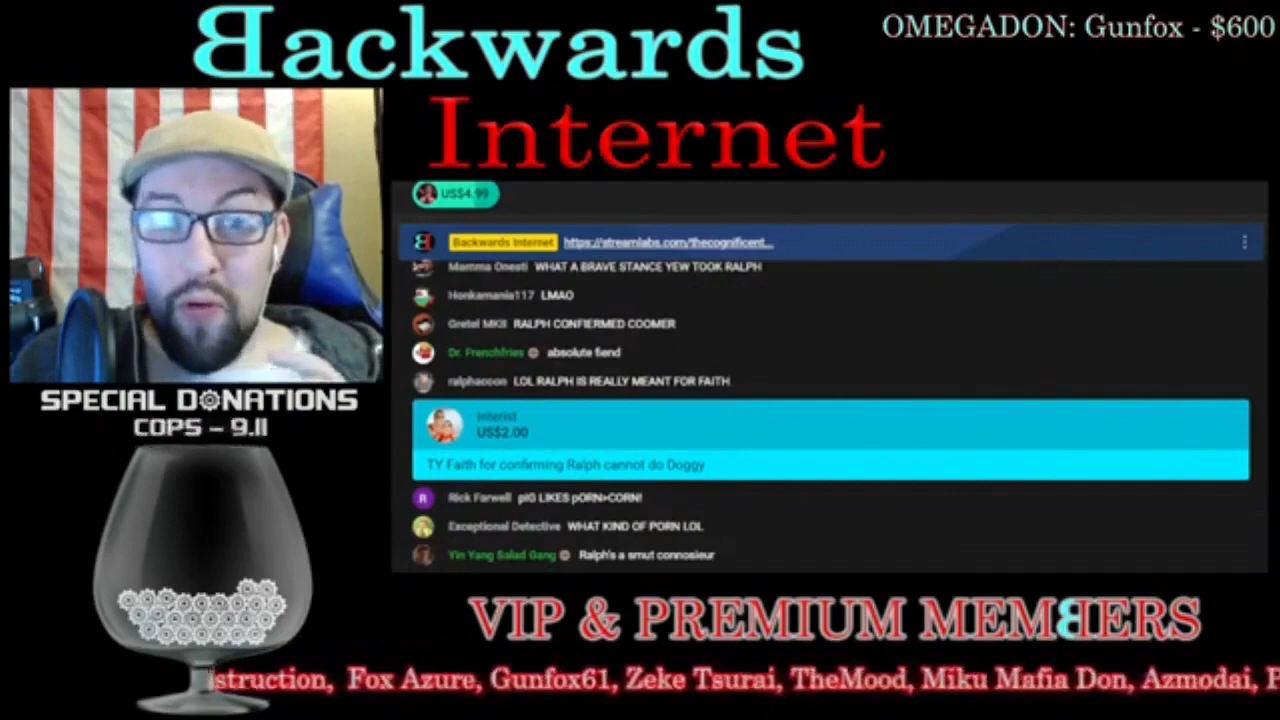 Backwards
Internet
OMEGADON: Gunfox - $600
US$4.99
Backwards Internet https://streamlabs.com/thecognificent...
Mamma Onesti WHAT A BRAVE STANCE YEW TOOK RALPH
Honkamania117 LMAO
Gretel MKII RALPH CONFIERMED COOMER
Dr. Frenchfries absolute fiend
ralphacoon LOL RALPH IS REALLY MEANT FOR FAITH
Interist
US$2.00
TY Faith for confirming Ralph cannot do Doggy
R Rick Farwell pIG LIKES pORN>CORN!
Exceptional Detective WHAT KIND OF PORN LOL
Yin Yang Salad Gang Ralph's a smut connosieur
SPECIAL DONATIONS
COPS - 9.11
VIP & PREMIUM MEMBERS
istruction, Fox Azure, Gunfox61, Zeke Tsurai, TheMood, Miku Mafia Don, Azmodai,